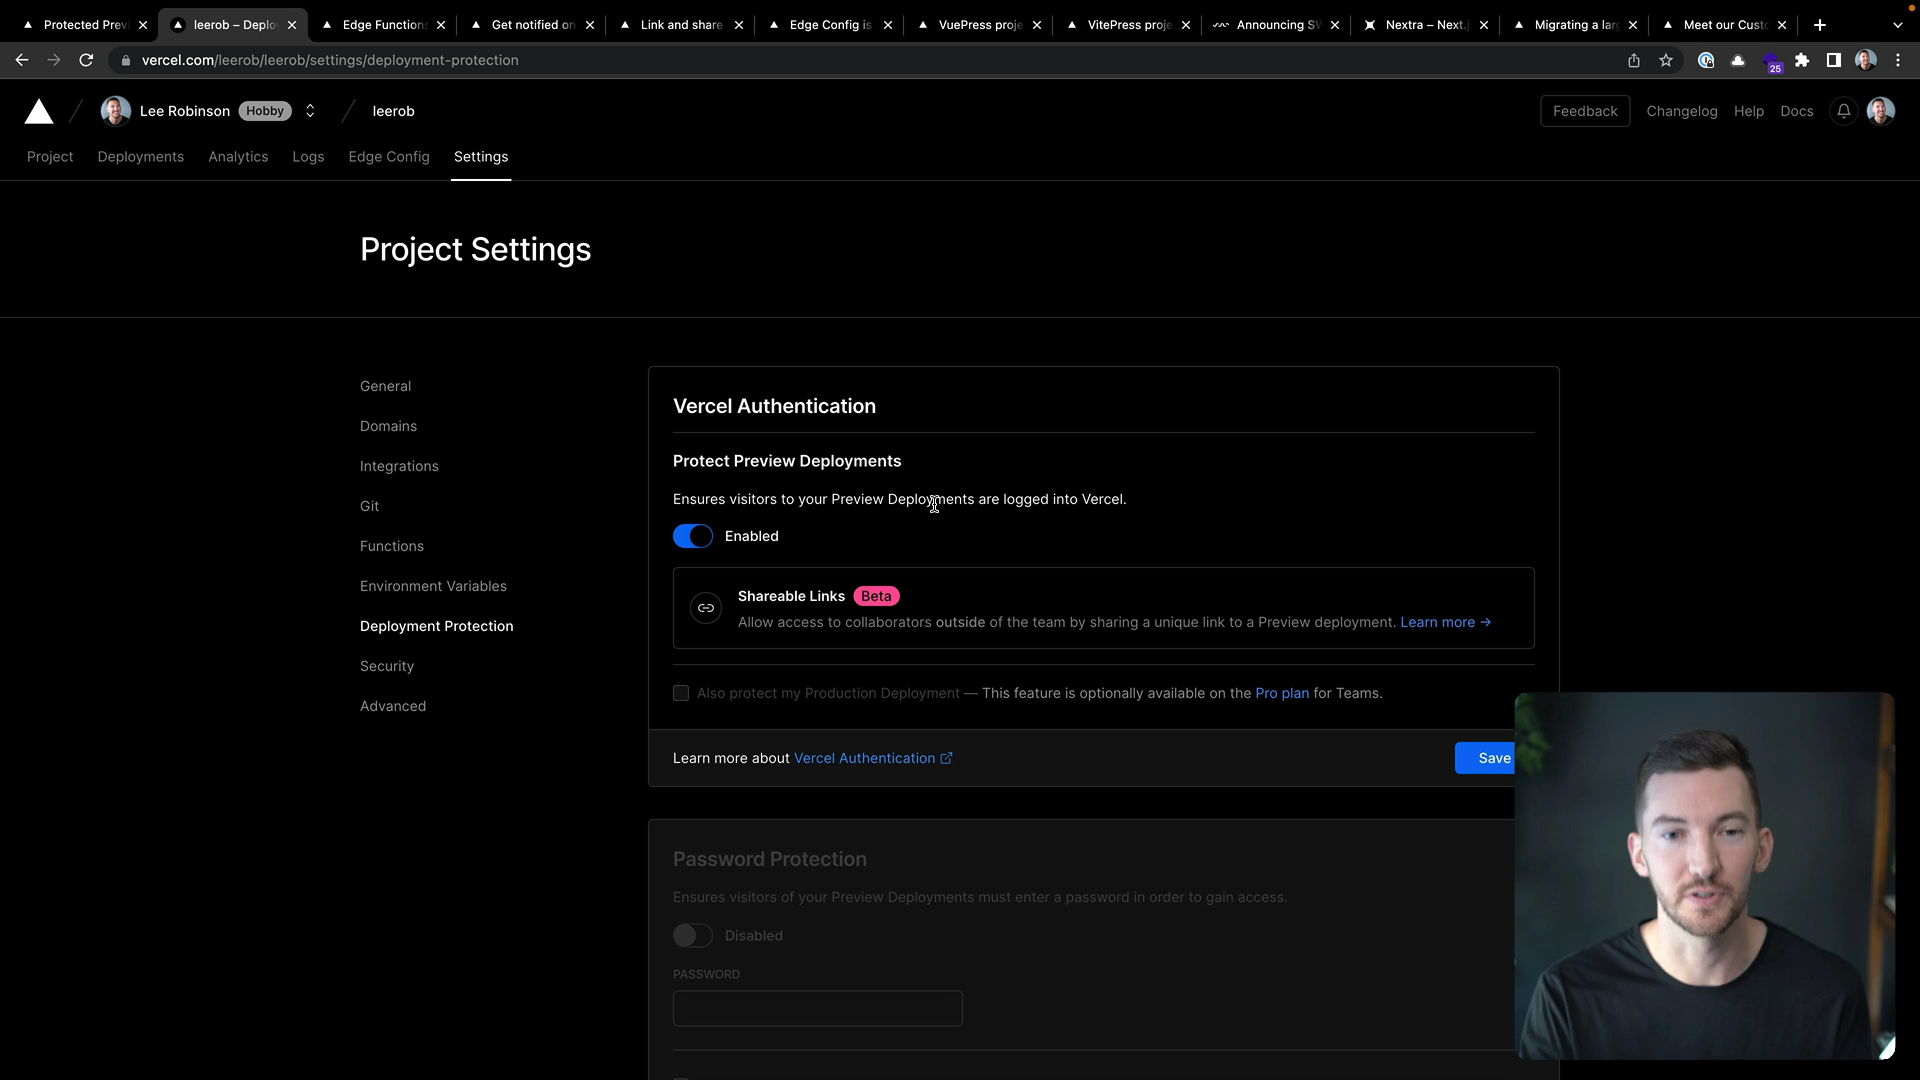 Protected Previ
leerob – Deplo
Edge Function
Get notified on
Link and share
Edge Config is
VuePress proje
VitePress proje
Announcing SW
Nextra – Next.j
Migrating a lar
Meet our Custo
vercel.com/leerob/leerob/settings/deployment-protection
25
Lee Robinson Hobby
leerob
Feedback Changelog Help Docs
Project Deployments Analytics Logs Edge Config Settings
Project Settings
General
Domains
Integrations
Git
Functions
Environment Variables
Deployment Protection
Security
Advanced
Vercel Authentication
Protect Preview Deployments
Ensures visitors to your Preview Deployments are logged into Vercel.
Enabled
Shareable Links Beta
Allow access to collaborators outside of the team by sharing a unique link to a Preview deployment. Learn more →
Also protect my Production Deployment — This feature is optionally available on the Pro plan for Teams.
Learn more about Vercel Authentication
Save
Password Protection
Ensures visitors of your Preview Deployments must enter a password in order to gain access.
Disabled
PASSWORD